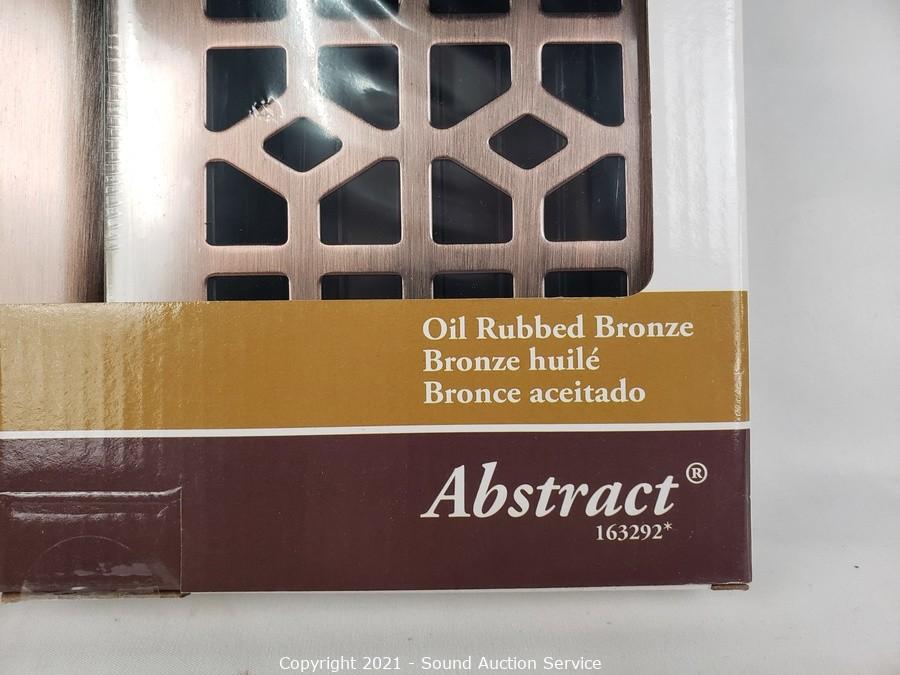 Oil Rubbed Bronze
Bronze huilé
Bronce aceitado
Abstract®
163292*
Copyright 2021 - Sound Auction Service